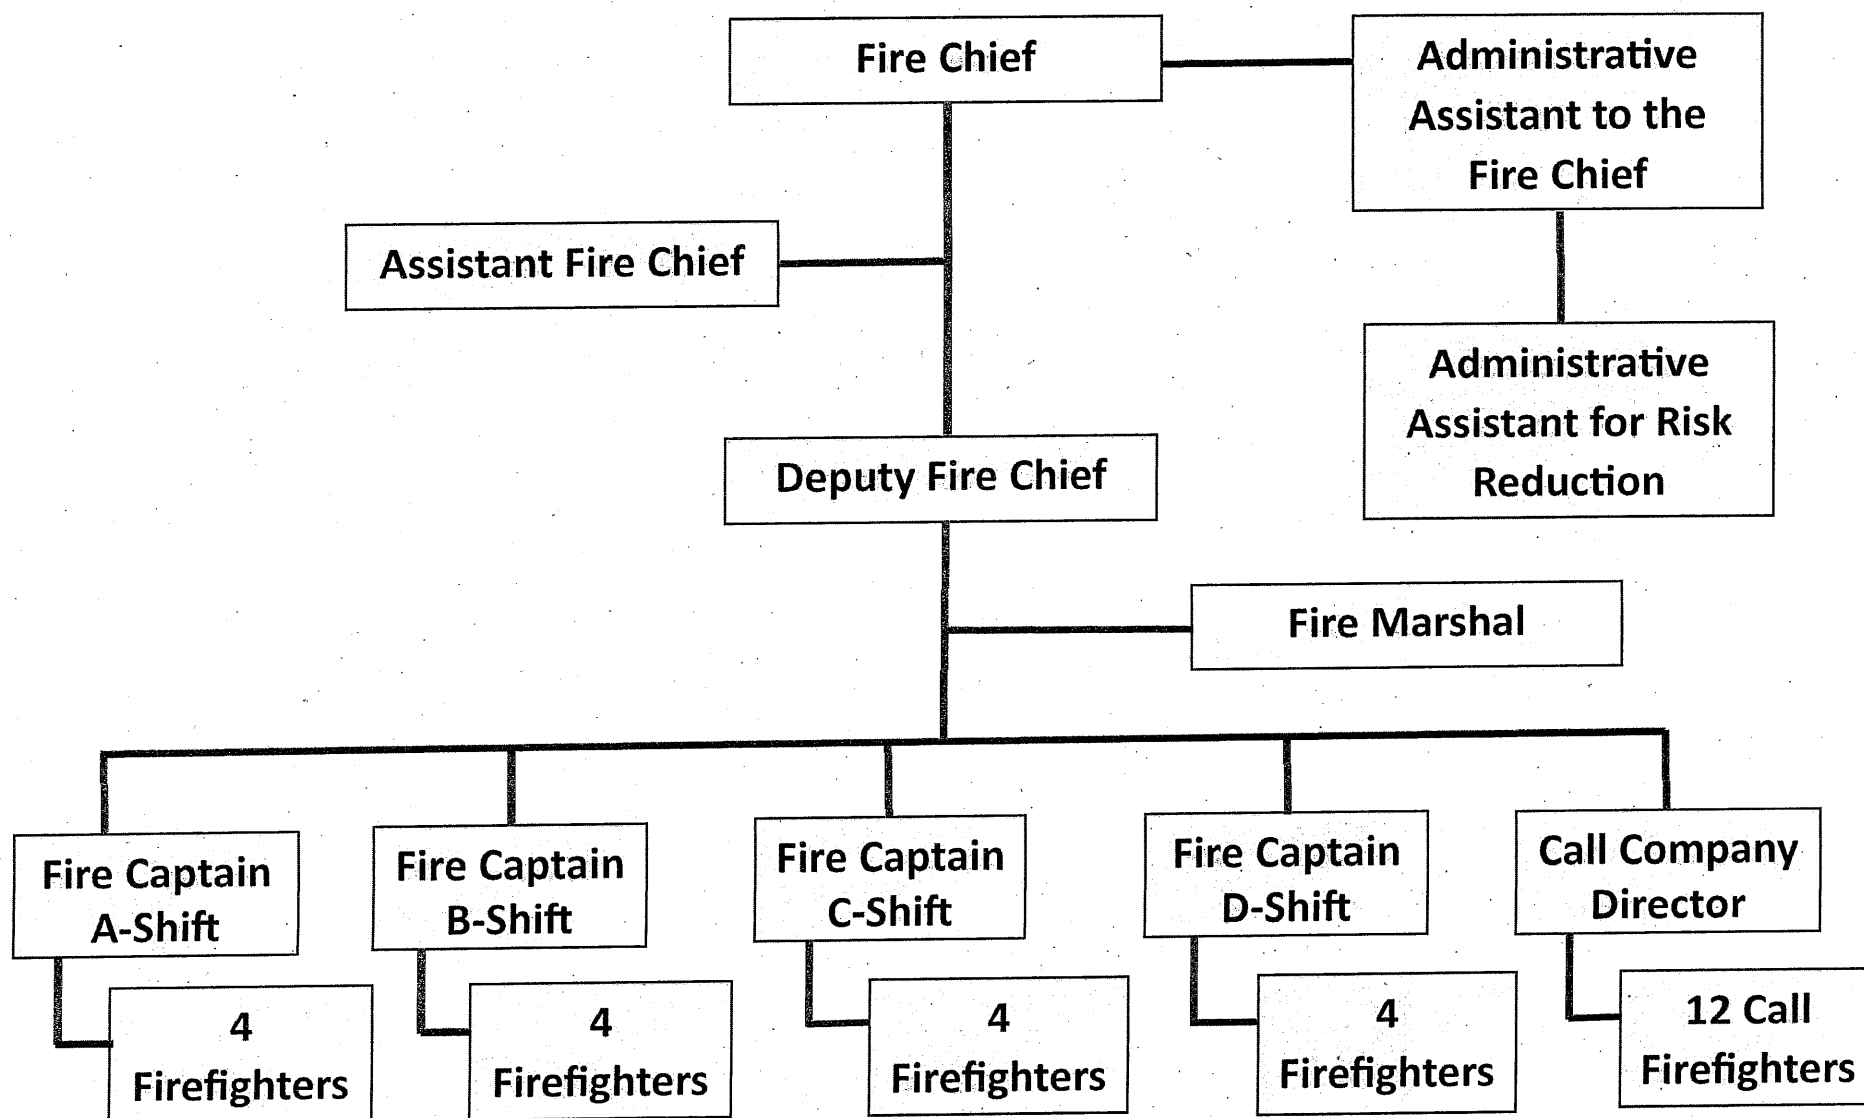 Fire Chief
Administrative
Assistant to the
Fire Chief
Assistant Fire Chief
Administrative
Assistant for Risk
Reduction
Deputy Fire Chief
Fire Marshal
Fire Captain
A-Shift
Fire Captain
B-Shift
Fire Captain
C-Shift
Fire Captain
D-Shift
Call Company
Director
4
Firefighters
4
Firefighters
4
Firefighters
4
Firefighters
12 Call
Firefighters